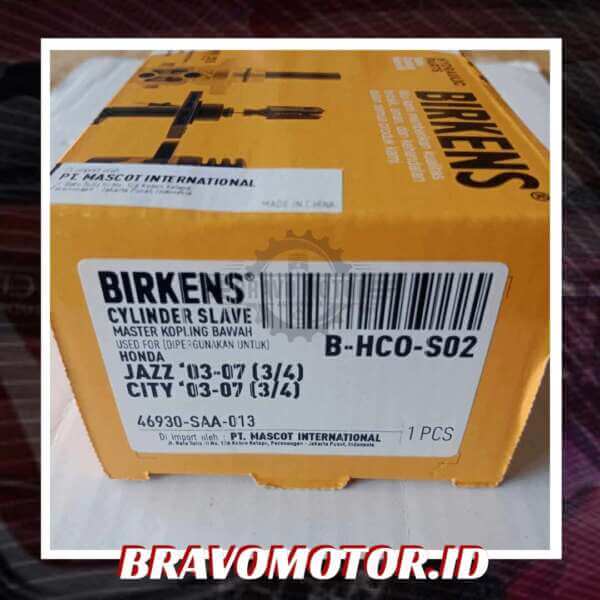 HYDRAULIC PARTS
BIRKENS®
PT. MASCOT INTERNATIONAL
MADE IN CHINA
BIRKENS®
CYLINDER SLAVE
MASTER KOPLING BAWAH
USED FOR (DIPERGUNAKAN UNTUK)
HONDA
JAZZ '03-07 (3/4)
CITY '03-07 (3/4)
B-HCO-S02
46930-SAA-013
Di import oleh : PT. MASCOT INTERNATIONAL
1 PCS
BRAVOMOTOR.ID